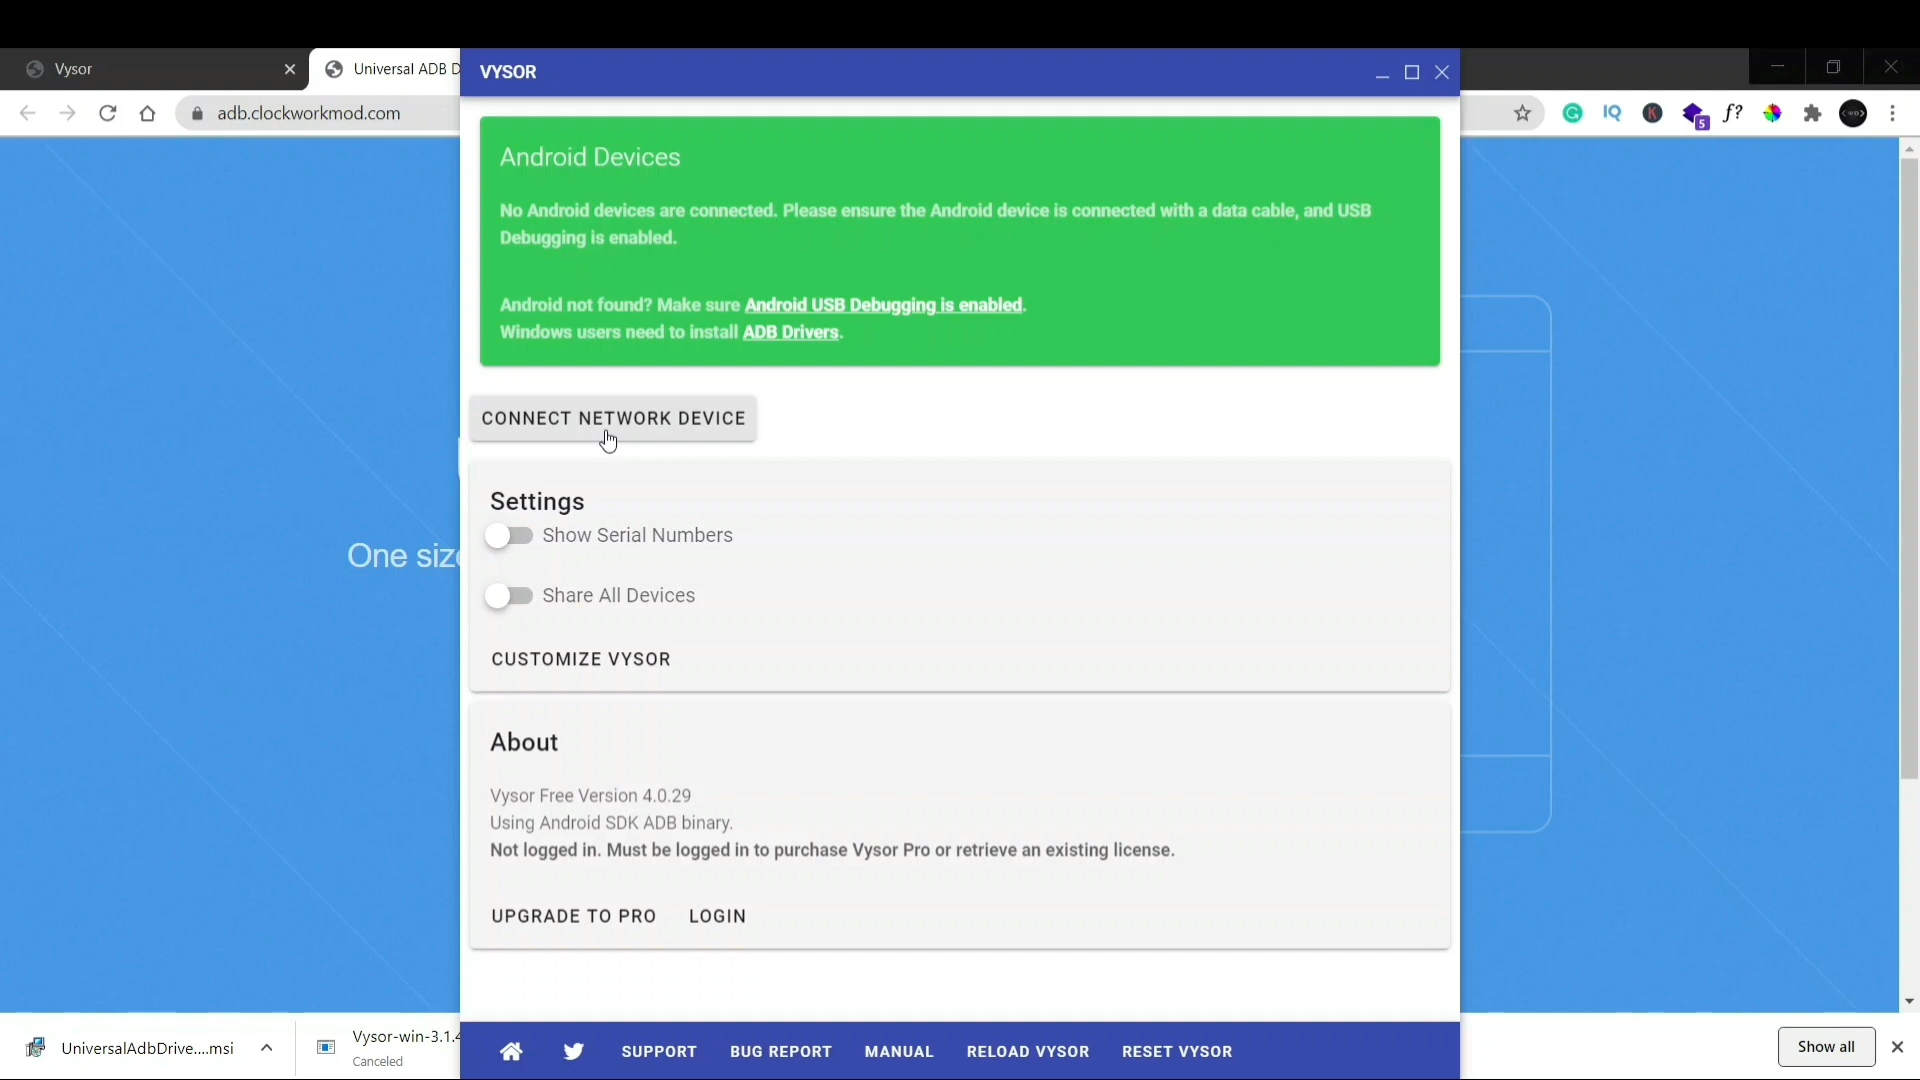 Vysor
Universal ADB D
VYSOR
adb.clockworkmod.com
IQ
K
5
f?
Android Devices
No Android devices are connected. Please ensure the Android device is connected with a data cable, and USB
Debugging is enabled.
Android not found? Make sure Android USB Debugging is enabled.
Windows users need to install ADB Drivers.
CONNECT NETWORK DEVICE
Settings
Show Serial Numbers
One size
Share All Devices
CUSTOMIZE VYSOR
About
Vysor Free Version 4.0.29
Using Android SDK ADB binary.
Not logged in. Must be logged in to purchase Vysor Pro or retrieve an existing license.
UPGRADE TO PRO LOGIN
UniversalAdbDrive....msi
Vysor-win-3.1.4
Canceled
SUPPORT BUG REPORT MANUAL RELOAD VYSOR RESET VYSOR
Show all